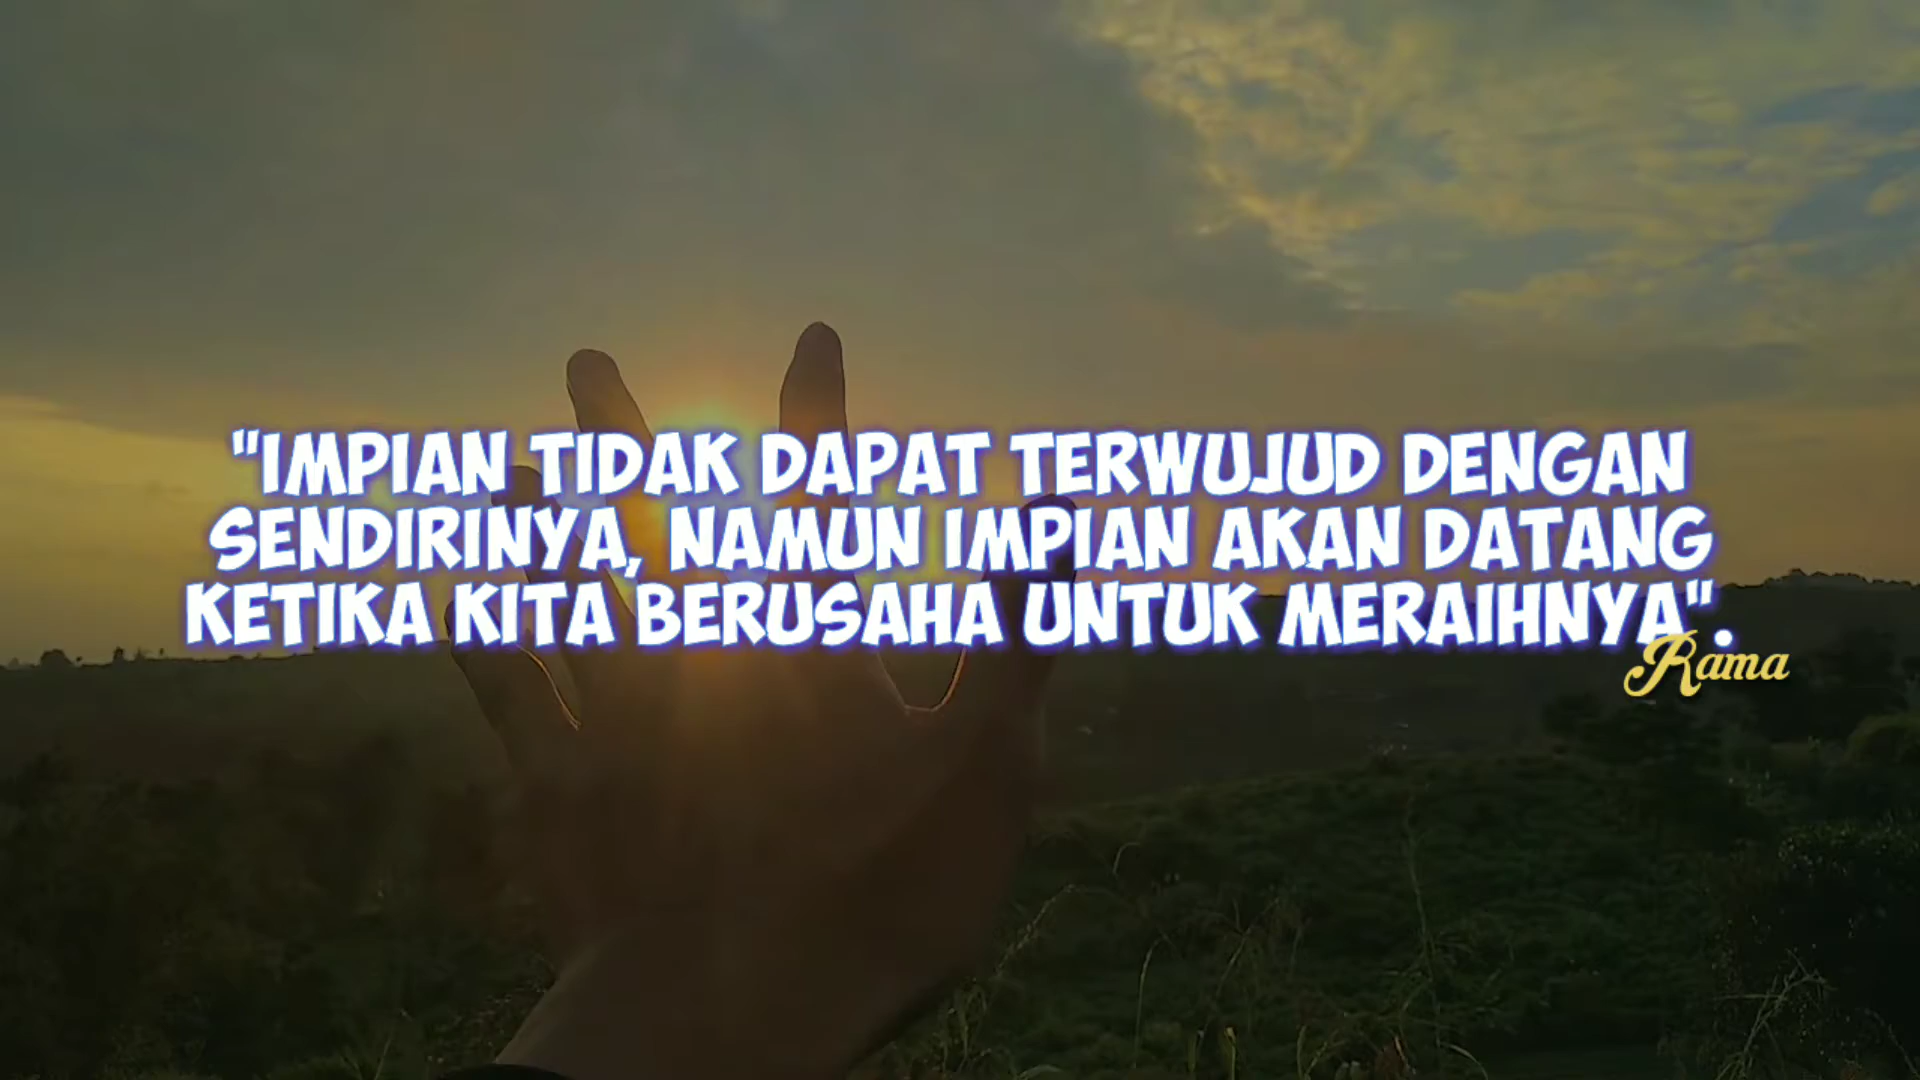 "IMPIAN TIDAK DAPAT TERWUJUD DENGAN
SENDIRINYA, NAMUN IMPIAN AKAN DATANG
KETIKA KITA BERUSAHA UNTUK MERAIHNYA".
Rama